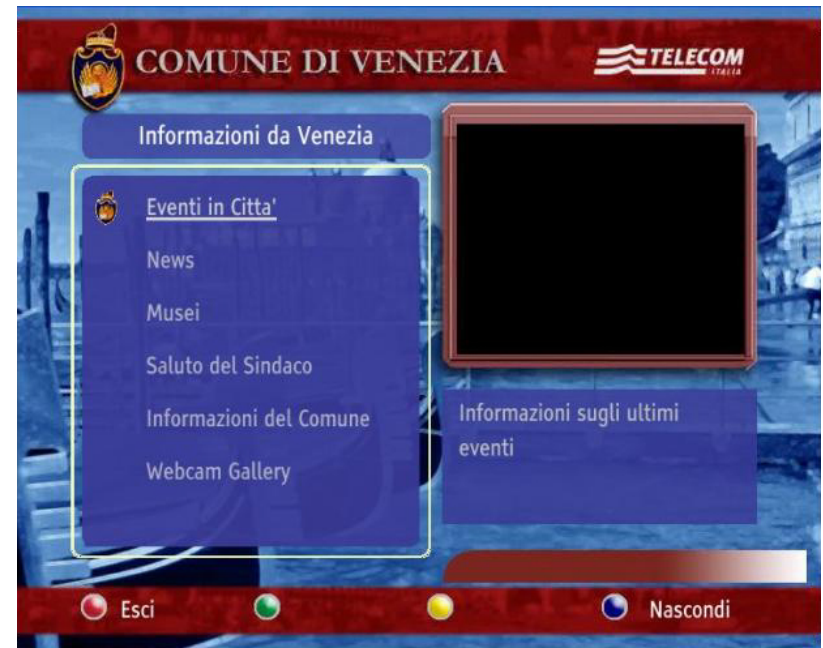 COMUNE DI VENEZIA
TELECOM
ITALIA
Informazioni da Venezia
Eventi in Citta'
News
Musei
Saluto del Sindaco
Informazioni del Comune
Webcam Gallery
Informazioni sugli ultimi
eventi
Esci
Nascondi